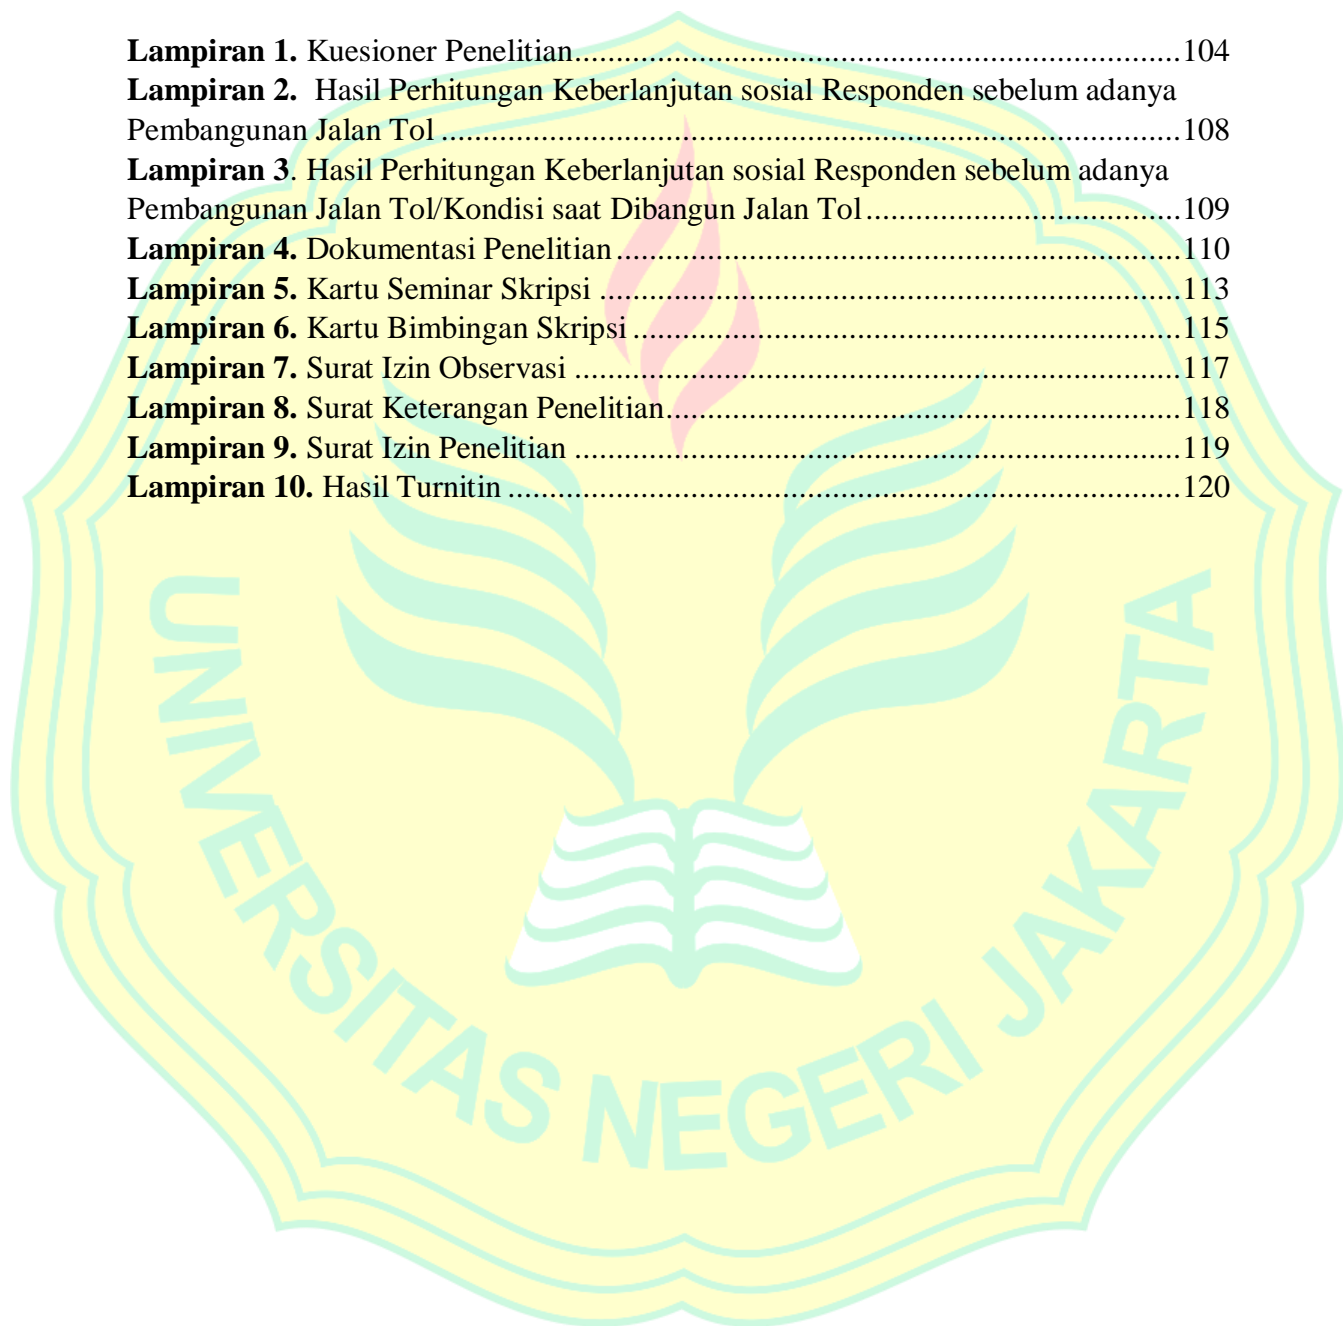 Lampiran 1. Kuesioner Penelitian............................................................................104
Lampiran 2.  Hasil Perhitungan Keberlanjutan sosial Responden sebelum adanya
Pembangunan Jalan Tol ............................................................................................108
Lampiran 3. Hasil Perhitungan Keberlanjutan sosial Responden sebelum adanya
Pembangunan Jalan Tol/Kondisi saat Dibangun Jalan Tol.......................................109
Lampiran 4. Dokumentasi Penelitian......................................................................110
Lampiran 5. Kartu Seminar Skripsi ........................................................................113
Lampiran 6. Kartu Bimbingan Skripsi....................................................................115
Lampiran 7. Surat Izin Observasi ...........................................................................117
Lampiran 8. Surat Keterangan Penelitian................................................................118
Lampiran 9. Surat Izin Penelitian ...........................................................................119
Lampiran 10. Hasil Turnitin ...................................................................................120
UNIVERSITAS NEGERI JAKARTA